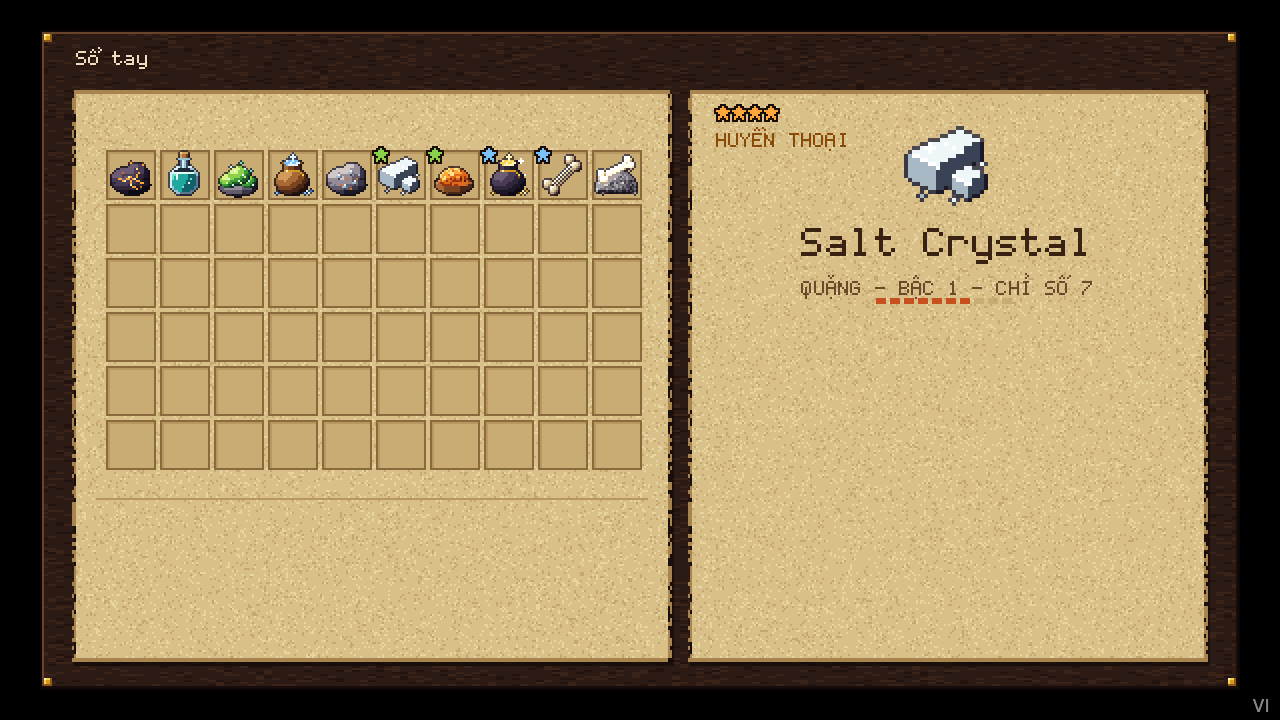 Sổ tay
HUYỀN THOẠI
Salt Crystal
QUẶNG - BẬC 1 - CHỈ SỐ 7
VI